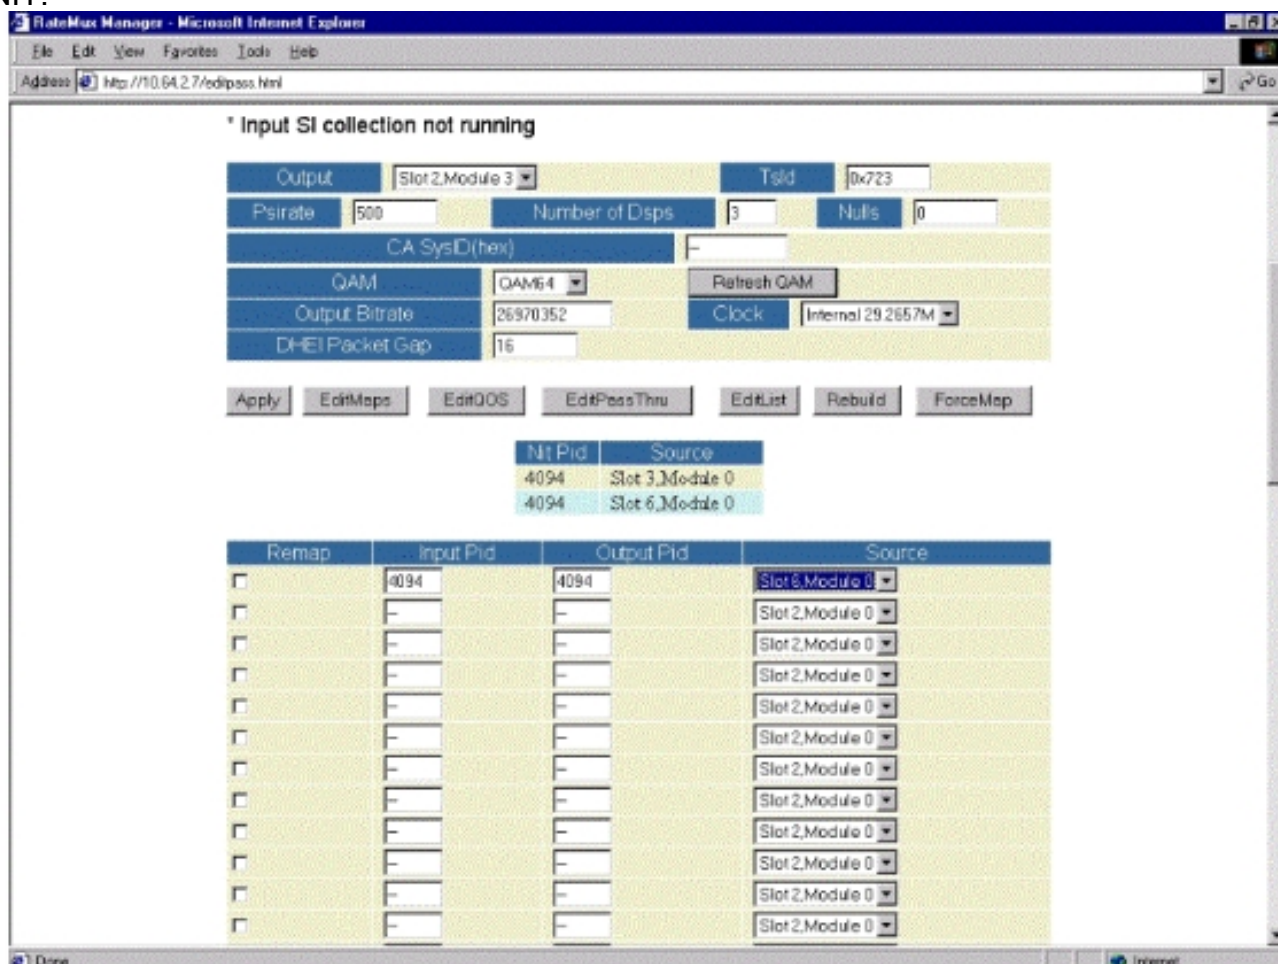 NIT.
RateMux Manager - Microsoft Internet Explorer
File Edit View Favorites Tools Help
Address http://10.64.2.7/editpass.html Go
* Input SI collection not running
Output Slot 2,Module 3 TsId 0x723
Psirate 500 Number of Dsps 3 Nulls 0
CA SysID(hex) --
QAM QAM64 Refresh QAM
Output Bitrate 26970352 Clock Internal 29.2657M
DHEI Packet Gap 16
Apply EditMaps EditQOS EditPassThru EditList Rebuild ForceMap
Nit Pid Source
4094 Slot 3,Module 0
4094 Slot 6,Module 0
Remap Input Pid Output Pid Source
4094 4094 Slot 6,Module 0
-- -- Slot 2,Module 0
-- -- Slot 2,Module 0
-- -- Slot 2,Module 0
-- -- Slot 2,Module 0
-- -- Slot 2,Module 0
-- -- Slot 2,Module 0
-- -- Slot 2,Module 0
-- -- Slot 2,Module 0
-- -- Slot 2,Module 0
-- -- Slot 2,Module 0
-- -- Slot 2,Module 0
Done Internet